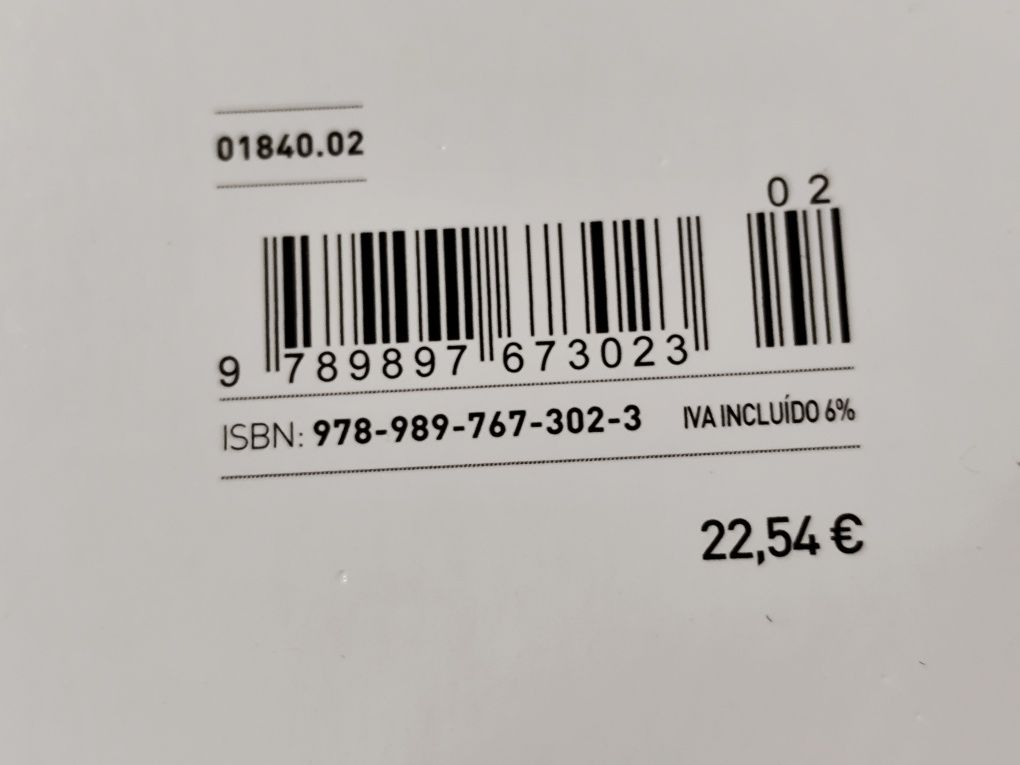 01840.02
02
9 789897 673023
ISBN: 978-989-767-302-3 IVA INCLUÍDO 6%
22,54 €